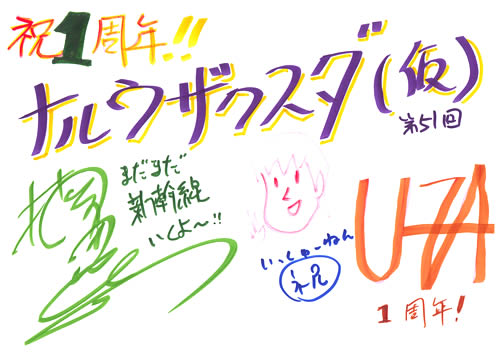 祝1周年!!
ナルウザクスダ(仮)
第51回
まだまだ
新幹線
いくよ〜!!
いっしゅーねん
祝
UZA
1周年!